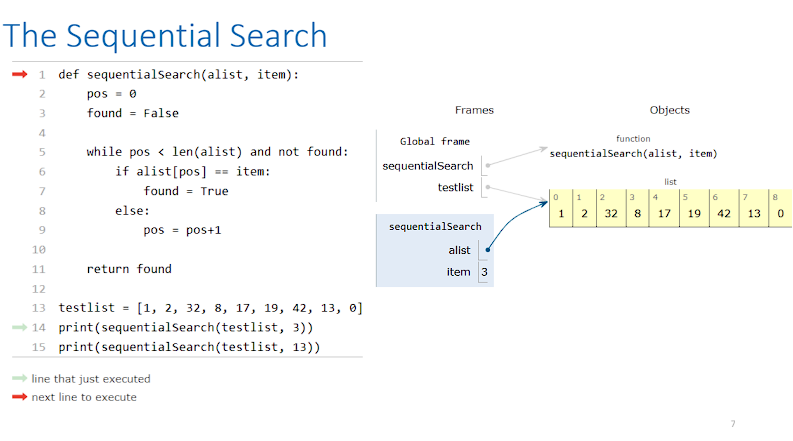 The Sequential Search
1 def sequentialSearch(alist, item):
2 pos = 0
3 found = False
4
5 while pos < len(alist) and not found:
6 if alist[pos] == item:
7 found = True
8 else:
9 pos = pos+1
10
11 return found
12
13 testlist = [1, 2, 32, 8, 17, 19, 42, 13, 0]
14 print(sequentialSearch(testlist, 3))
15 print(sequentialSearch(testlist, 13))
line that just executed
next line to execute
Frames
Objects
Global frame
sequentialSearch
testlist
function
sequentialSearch(alist, item)
list
0 1 2 3 4 5 6 7 8
1 2 32 8 17 19 42 13 0
sequentialSearch
alist
item 3
7